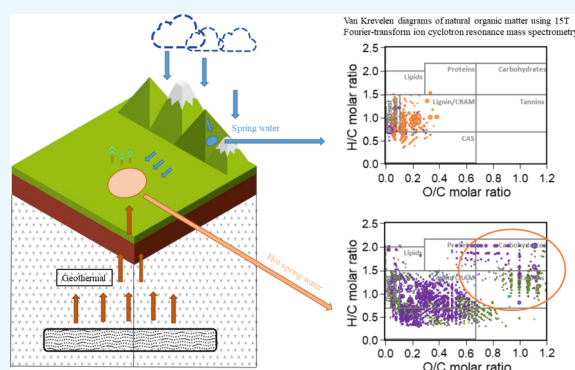 Van Krevelen diagrams of natural organic matter using 15T
Fourier-transform ion cyclotron resonance mass spectrometry
Spring water
Hot spring water
Geothermal
H/C molar ratio
2.5
2.0
1.5
1.0
0.5
0.0
Lipids
Proteins
Carbohydrates
Lignin/CRAM
Tannins
CAS
0.0 0.2 0.4 0.6 0.8 1.0 1.2
O/C molar ratio
H/C molar ratio
2.5
2.0
1.5
1.0
0.5
0.0
Lipids
Carbohydrates
0.0 0.2 0.4 0.6 0.8 1.0 1.2
O/C molar ratio